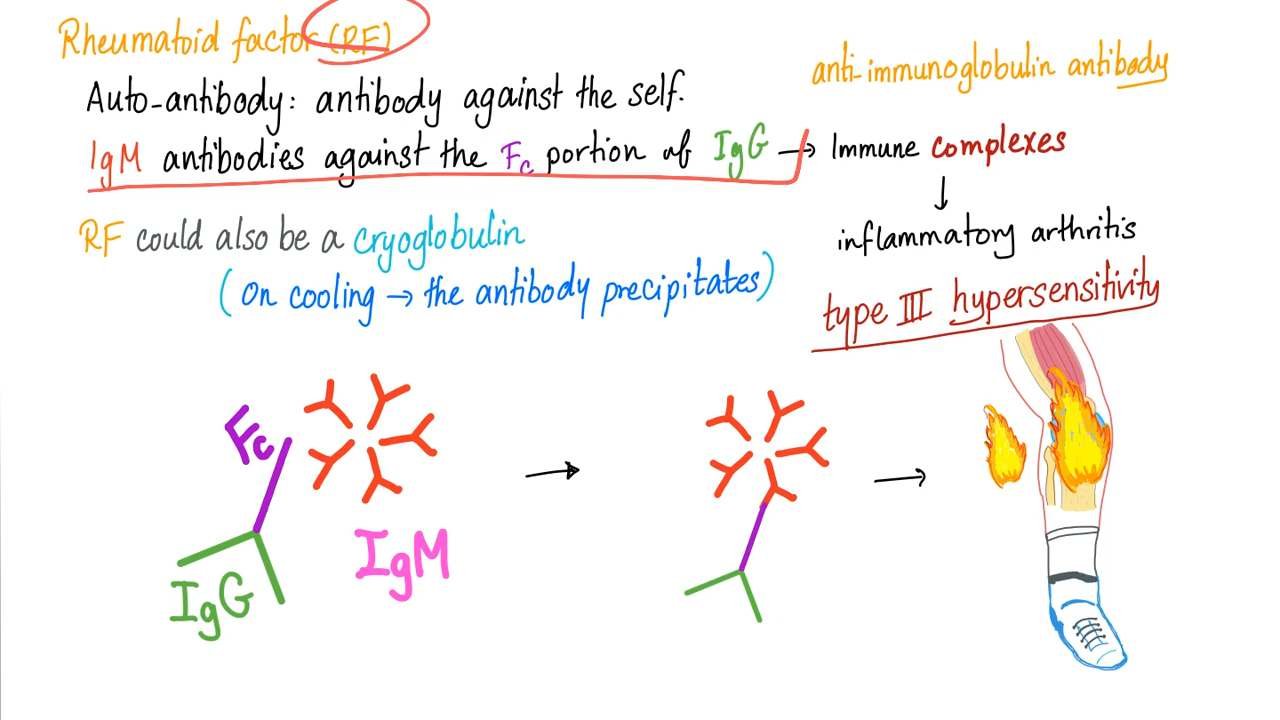 Rheumatoid factor (RF)
anti-immunoglobulin antibody
Auto-antibody: antibody against the self.
IgM antibodies against the Fc portion of IgG → Immune complexes
↓
inflammatory arthritis
RF could also be a cryoglobulin
(on cooling → the antibody precipitates)
type III hypersensitivity
Fc
IgM
IgG